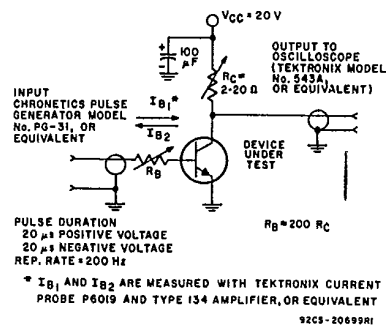 VCC = 20 V
+
100
μF
-
RC=
2-20 Ω
OUTPUT TO
OSCILLOSCOPE
(TEKTRONIX MODEL
No. 543A,
OR EQUIVALENT)
INPUT
CHRONETICS PULSE
GENERATOR MODEL
No. PG-31, OR
EQUIVALENT
IB1*
IB2
RB
DEVICE
UNDER
TEST
PULSE DURATION
20 μs POSITIVE VOLTAGE
20 μs NEGATIVE VOLTAGE
REP. RATE = 200 Hz
RB=200 RC
* IB1 AND IB2 ARE MEASURED WITH TEKTRONIX CURRENT
PROBE P6019 AND TYPE 134 AMPLIFIER, OR EQUIVALENT
92CS-20699R1